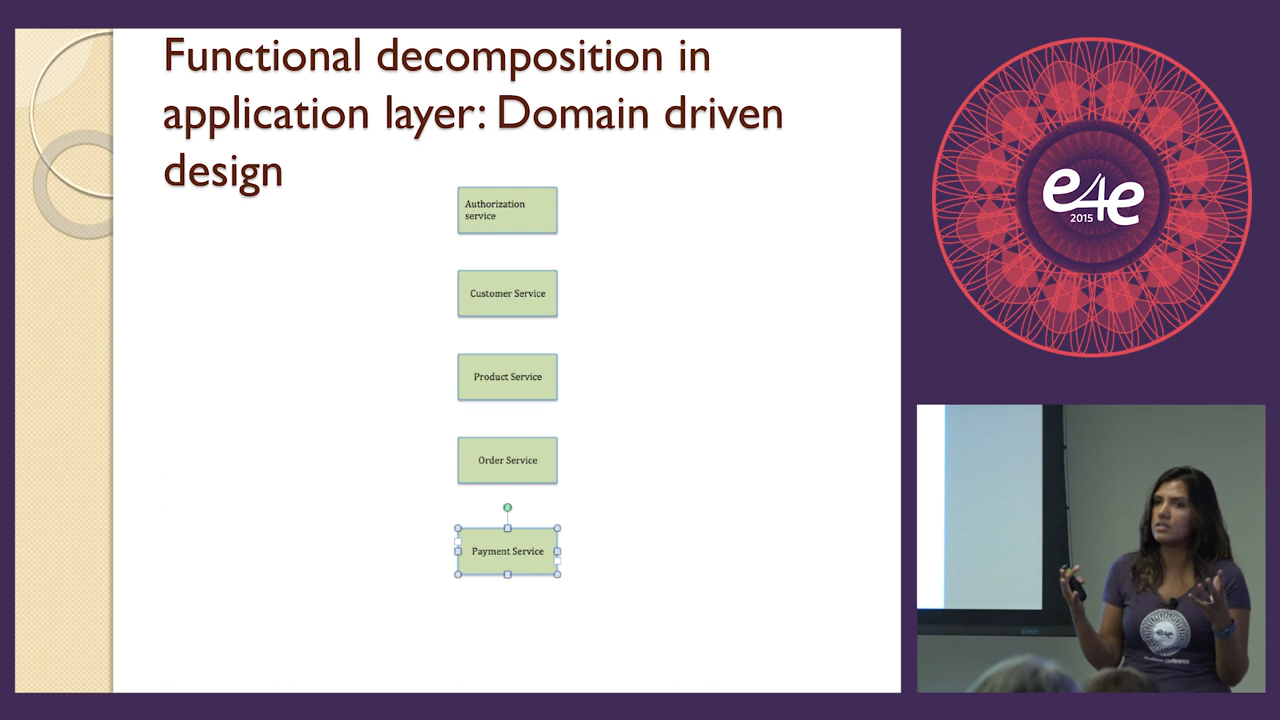 Functional decomposition in
application layer: Domain driven
design
Authorization
service
Customer Service
Product Service
Order Service
Payment Service
e4e
2015
e4e